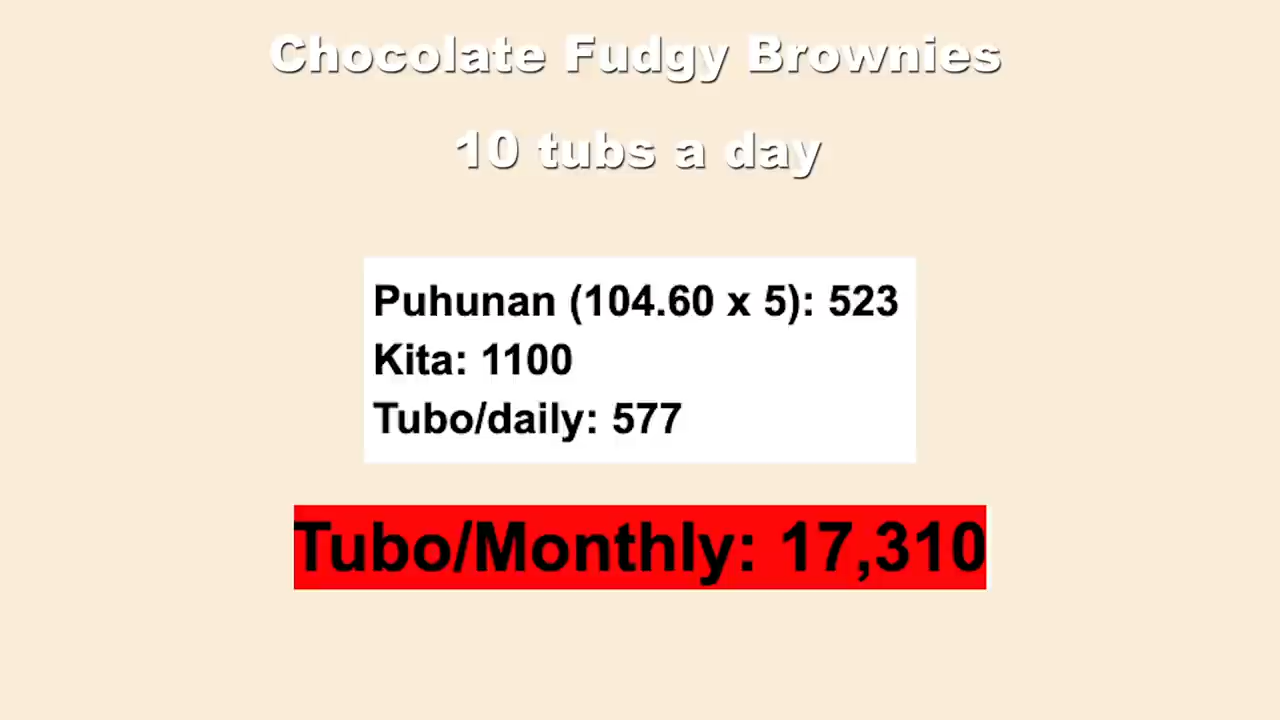 Chocolate Fudgy Brownies
10 tubs a day
Puhunan (104.60 x 5): 523
Kita: 1100
Tubo/daily: 577
Tubo/Monthly: 17,310